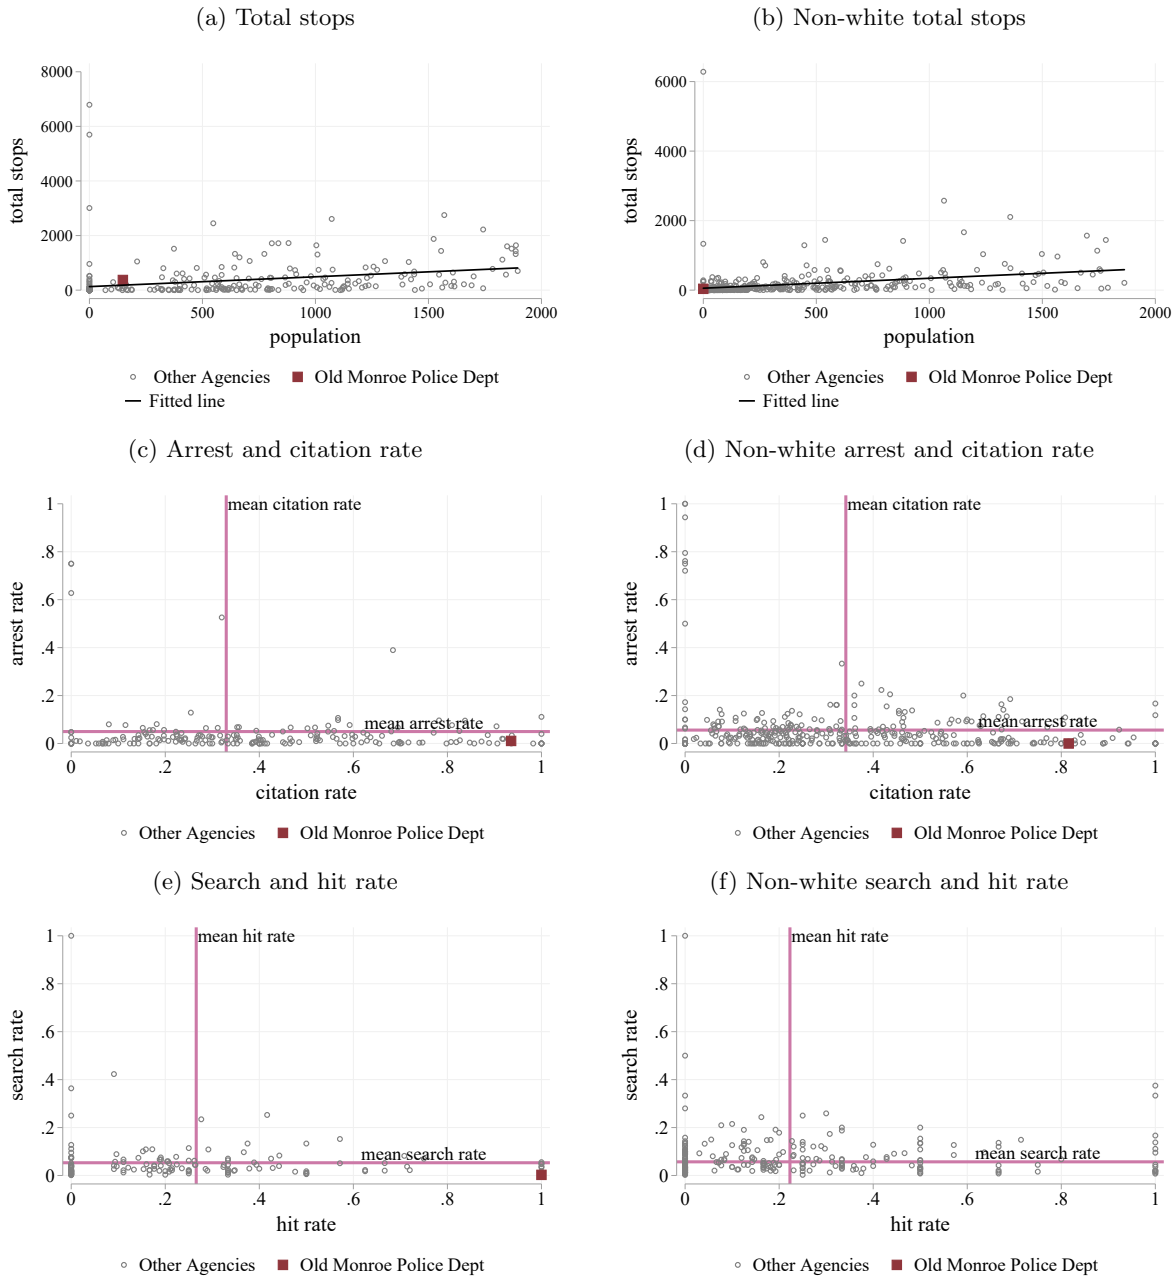 (a) Total stops
(b) Non-white total stops
total stops
8000
6000
4000
2000
0
0
500
1000
1500
2000
population
Other Agencies
Old Monroe Police Dept
Fitted line
total stops
6000
4000
2000
0
0
500
1000
1500
2000
population
Other Agencies
Old Monroe Police Dept
Fitted line
(c) Arrest and citation rate
(d) Non-white arrest and citation rate
arrest rate
1
.8
.6
.4
.2
0
mean citation rate
mean arrest rate
0
.2
.4
.6
.8
1
citation rate
Other Agencies
Old Monroe Police Dept
arrest rate
1
.8
.6
.4
.2
0
mean citation rate
mean arrest rate
0
.2
.4
.6
.8
1
citation rate
Other Agencies
Old Monroe Police Dept
(e) Search and hit rate
(f) Non-white search and hit rate
search rate
1
.8
.6
.4
.2
0
mean hit rate
mean search rate
0
.2
.4
.6
.8
1
hit rate
Other Agencies
Old Monroe Police Dept
search rate
1
.8
.6
.4
.2
0
mean hit rate
mean search rate
0
.2
.4
.6
.8
1
hit rate
Other Agencies
Old Monroe Police Dept